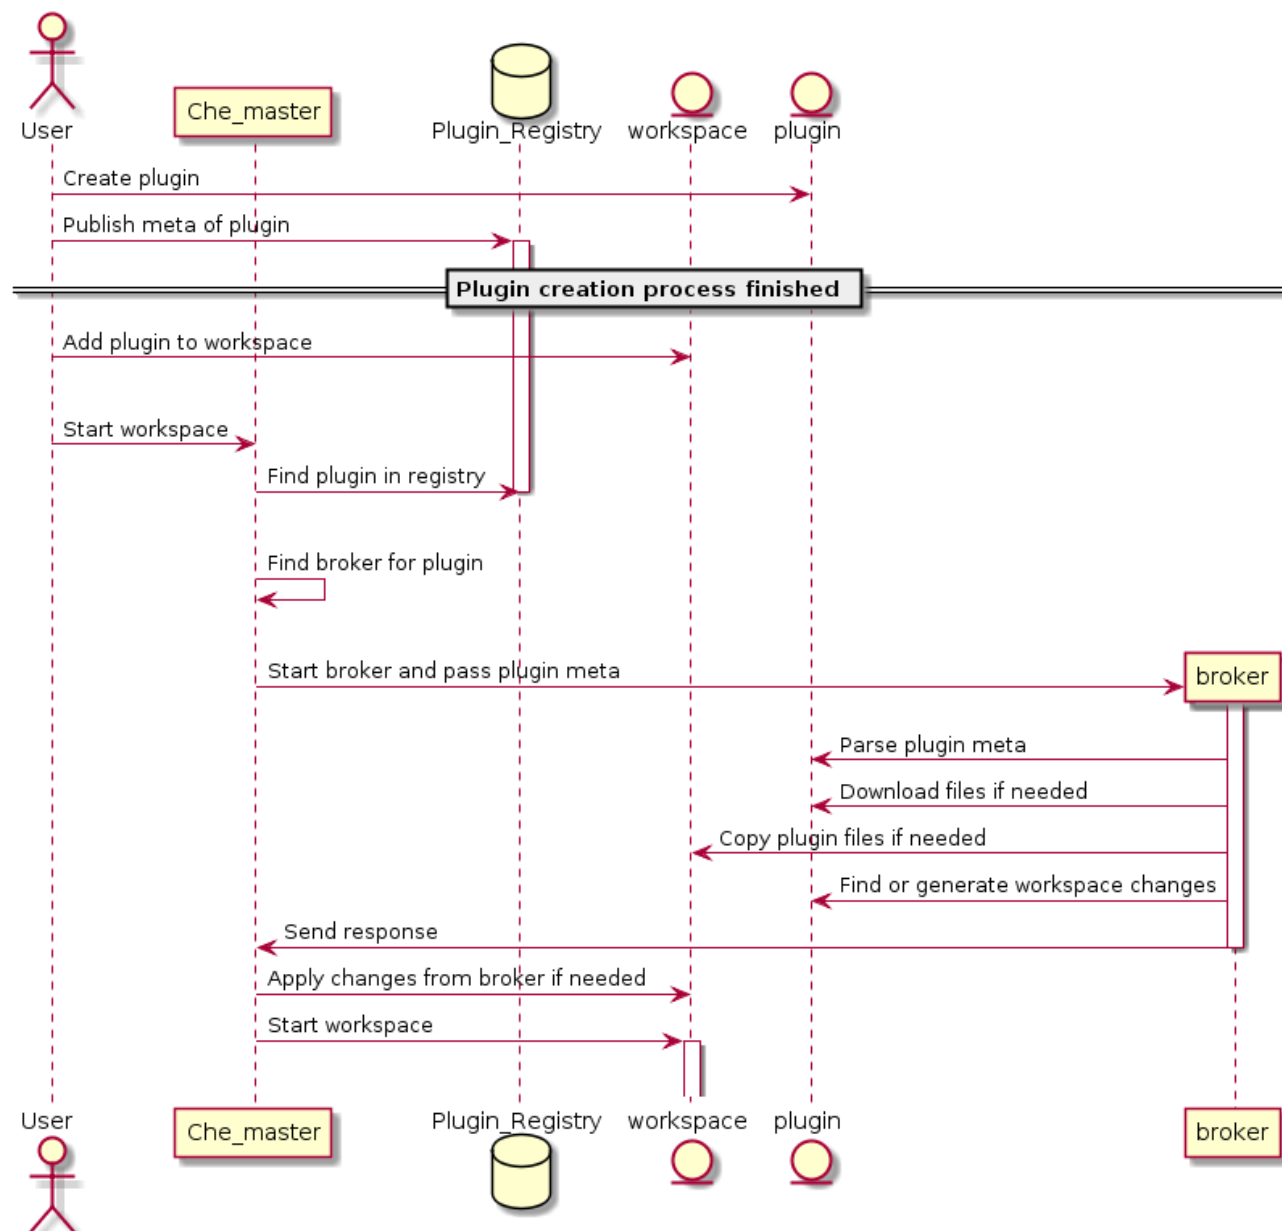 User
Che_master
Plugin_Registry
workspace
plugin
Create plugin
Publish meta of plugin
Plugin creation process finished
Add plugin to workspace
Start workspace
Find plugin in registry
Find broker for plugin
Start broker and pass plugin meta
broker
Parse plugin meta
Download files if needed
Copy plugin files if needed
Find or generate workspace changes
Send response
Apply changes from broker if needed
Start workspace
User
Che_master
Plugin_Registry
workspace
plugin
broker